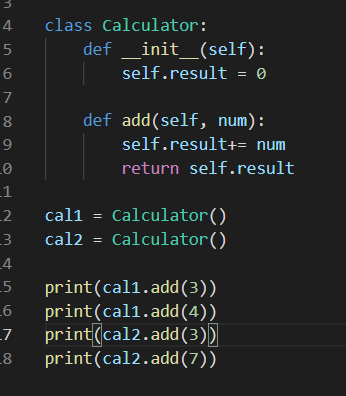 3
4 class Calculator:
5     def __init__(self):
6         self.result = 0
7
8     def add(self, num):
9         self.result+= num
10         return self.result
11
12 cal1 = Calculator()
13 cal2 = Calculator()
14
15 print(cal1.add(3))
16 print(cal1.add(4))
17 print(cal2.add(3))
18 print(cal2.add(7))